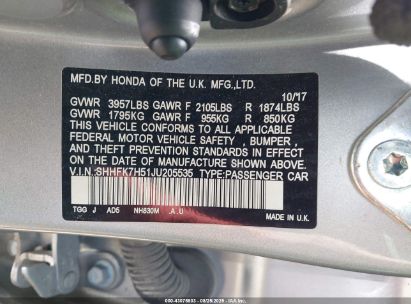 10/17
MFD.BY HONDA OF THE U.K. MFG.,LTD.
GVWR 3957LBS GAWR F 2105LBS R 1874LBS
GVWR 1795KG GAWR F 955KG R 850KG
THIS VEHICLE CONFORMS TO ALL APPLICABLE
FEDERAL MOTOR VEHICLE SAFETY , BUMPER ,
AND THEFT PREVENTION STANDARDS IN EFFECT
ON THE DATE OF MANUFACTURE SHOWN ABOVE.
V.I.N.:SHHFK7H51JU205535 TYPE:PASSENGER CAR
TGG J AD5 NH830M .A .U
MADE IN U.K.